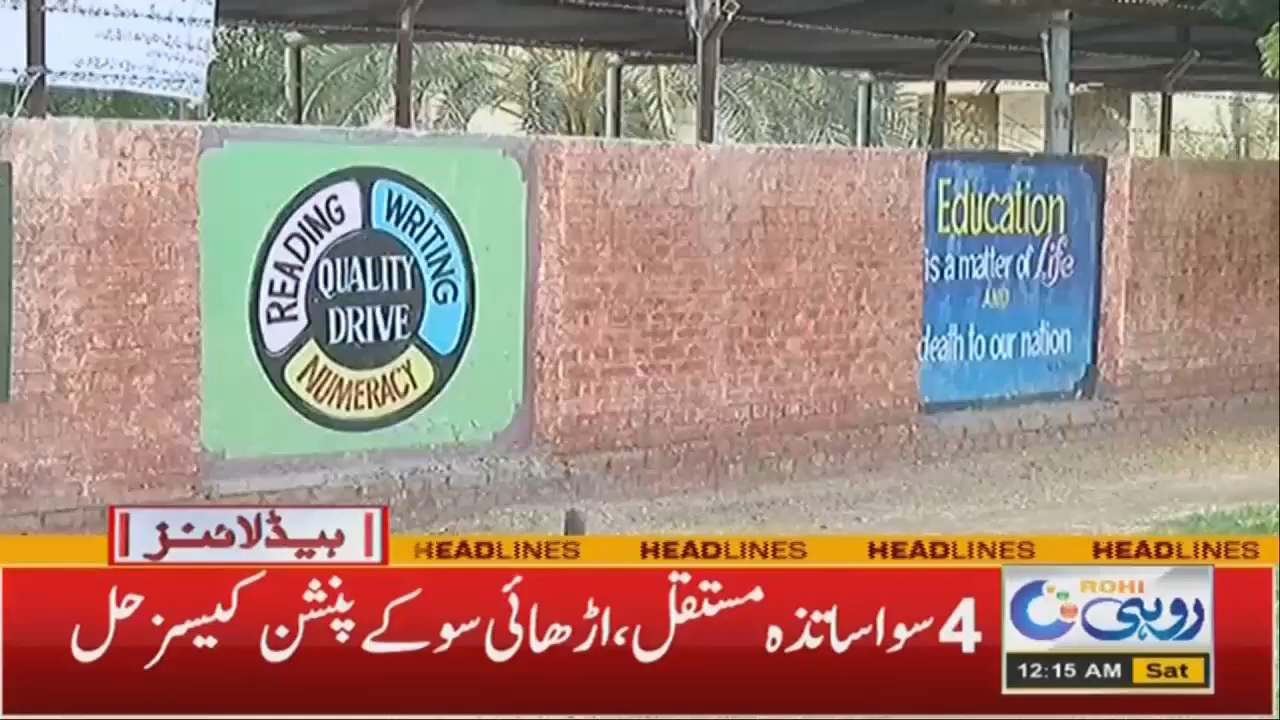 READING
WRITING
QUALITY
DRIVE
NUMERACY
Education
is a matter of life
AND
death to our nation
ہیڈلائنز
HEADLINES HEADLINES HEADLINES HEADLINES
4 سو اساتذہ مستقل، اڑھائی سو کے پنشن کیسز حل
ROHI
روہی
12:15 AM Sat